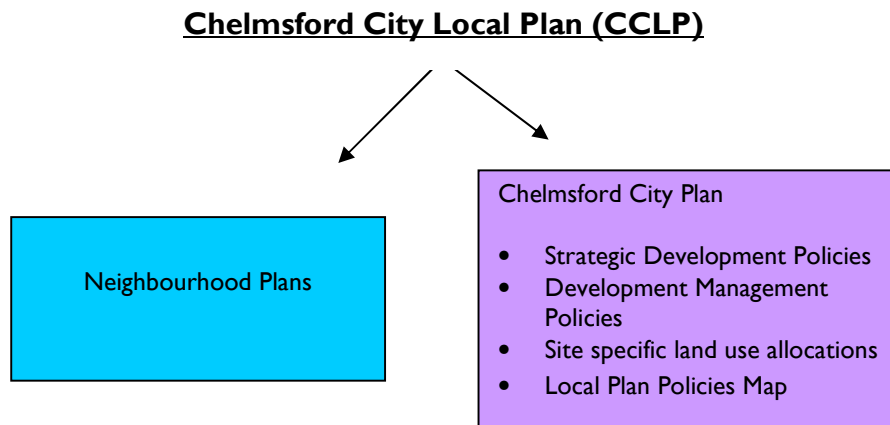 Chelmsford City Local Plan (CCLP)
Neighbourhood Plans
Chelmsford City Plan
• Strategic Development Policies
• Development Management
Policies
• Site specific land use allocations
• Local Plan Policies Map